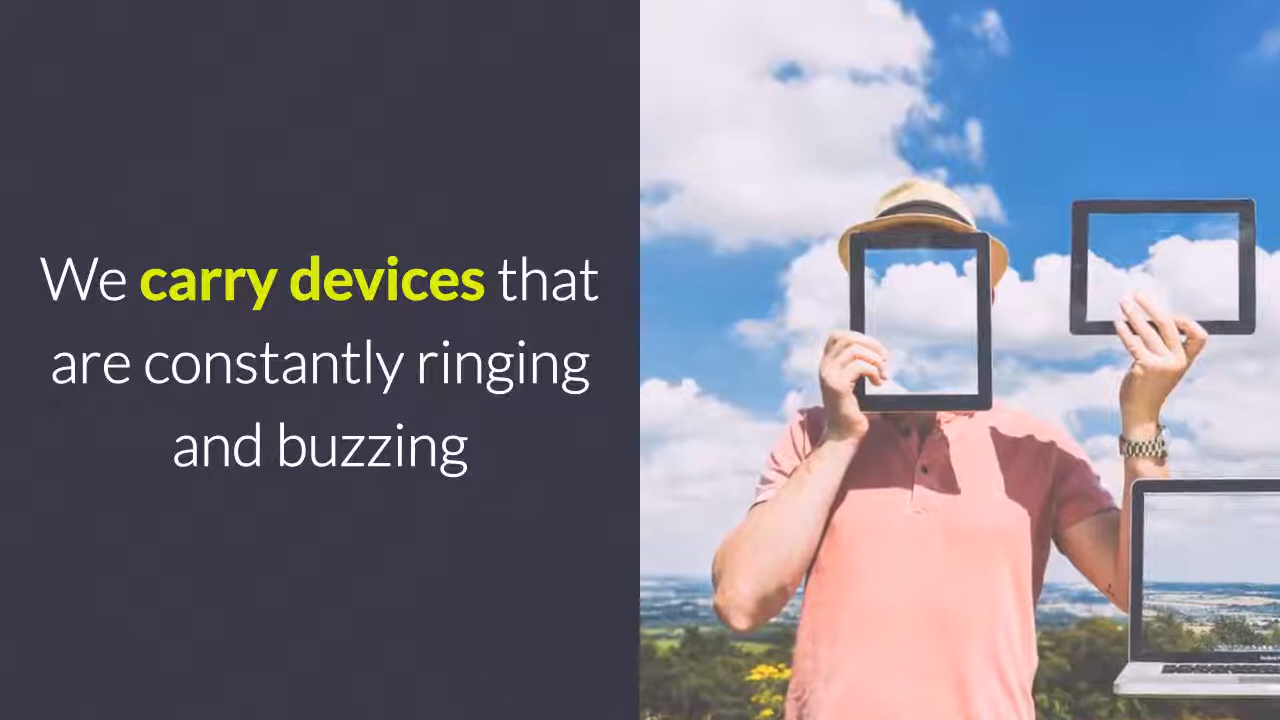 We carry devices that
are constantly ringing
and buzzing